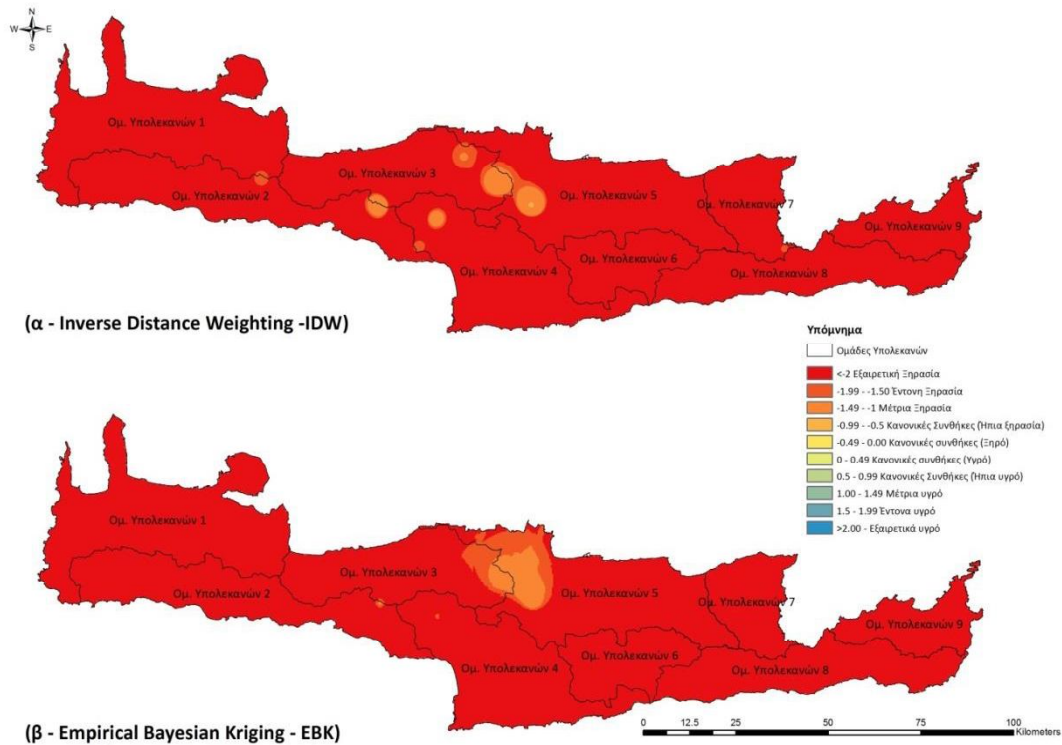 N
W E
S
Ομ. Υπολεκανών 1
Ομ. Υπολεκανών 2
Ομ. Υπολεκανών 3
Ομ. Υπολεκανών 5
Ομ. Υπολεκανών 7
Ομ. Υπολεκανών 9
Ομ. Υπολεκανών 6
Ομ. Υπολεκανών 4
Ομ. Υπολεκανών 8
(α - Inverse Distance Weighting -IDW)
Υπόμνημα
Ομάδες Υπολεκανών
<-2 Εξαιρετική Ξηρασία
-1.99 - -1.50 Έντονη Ξηρασία
-1.49 - -1 Μέτρια Ξηρασία
-0.99 - -0.5 Κανονικές Συνθήκες (Ήπια ξηρασία)
-0.49 - 0.00 Κανονικές συνθήκες (Ξηρό)
0 - 0.49 Κανονικές συνθήκες (Υγρό)
0.5 - 0.99 Κανονικές Συνθήκες (Ήπια υγρό)
1.00 - 1.49 Μέτρια υγρό
1.5 - 1.99 Έντονα υγρό
>2.00 - Εξαιρετικά υγρό
Ομ. Υπολεκανών 1
Ομ. Υπολεκανών 2
Ομ. Υπολεκανών 3
Ομ. Υπολεκανών 5
Ομ. Υπολεκανών 7
Ομ. Υπολεκανών 9
Ομ. Υπολεκανών 6
Ομ. Υπολεκανών 4
Ομ. Υπολεκανών 8
(β - Empirical Bayesian Kriging - EBK)
0 12.5 25 50 75 100
Kilometers